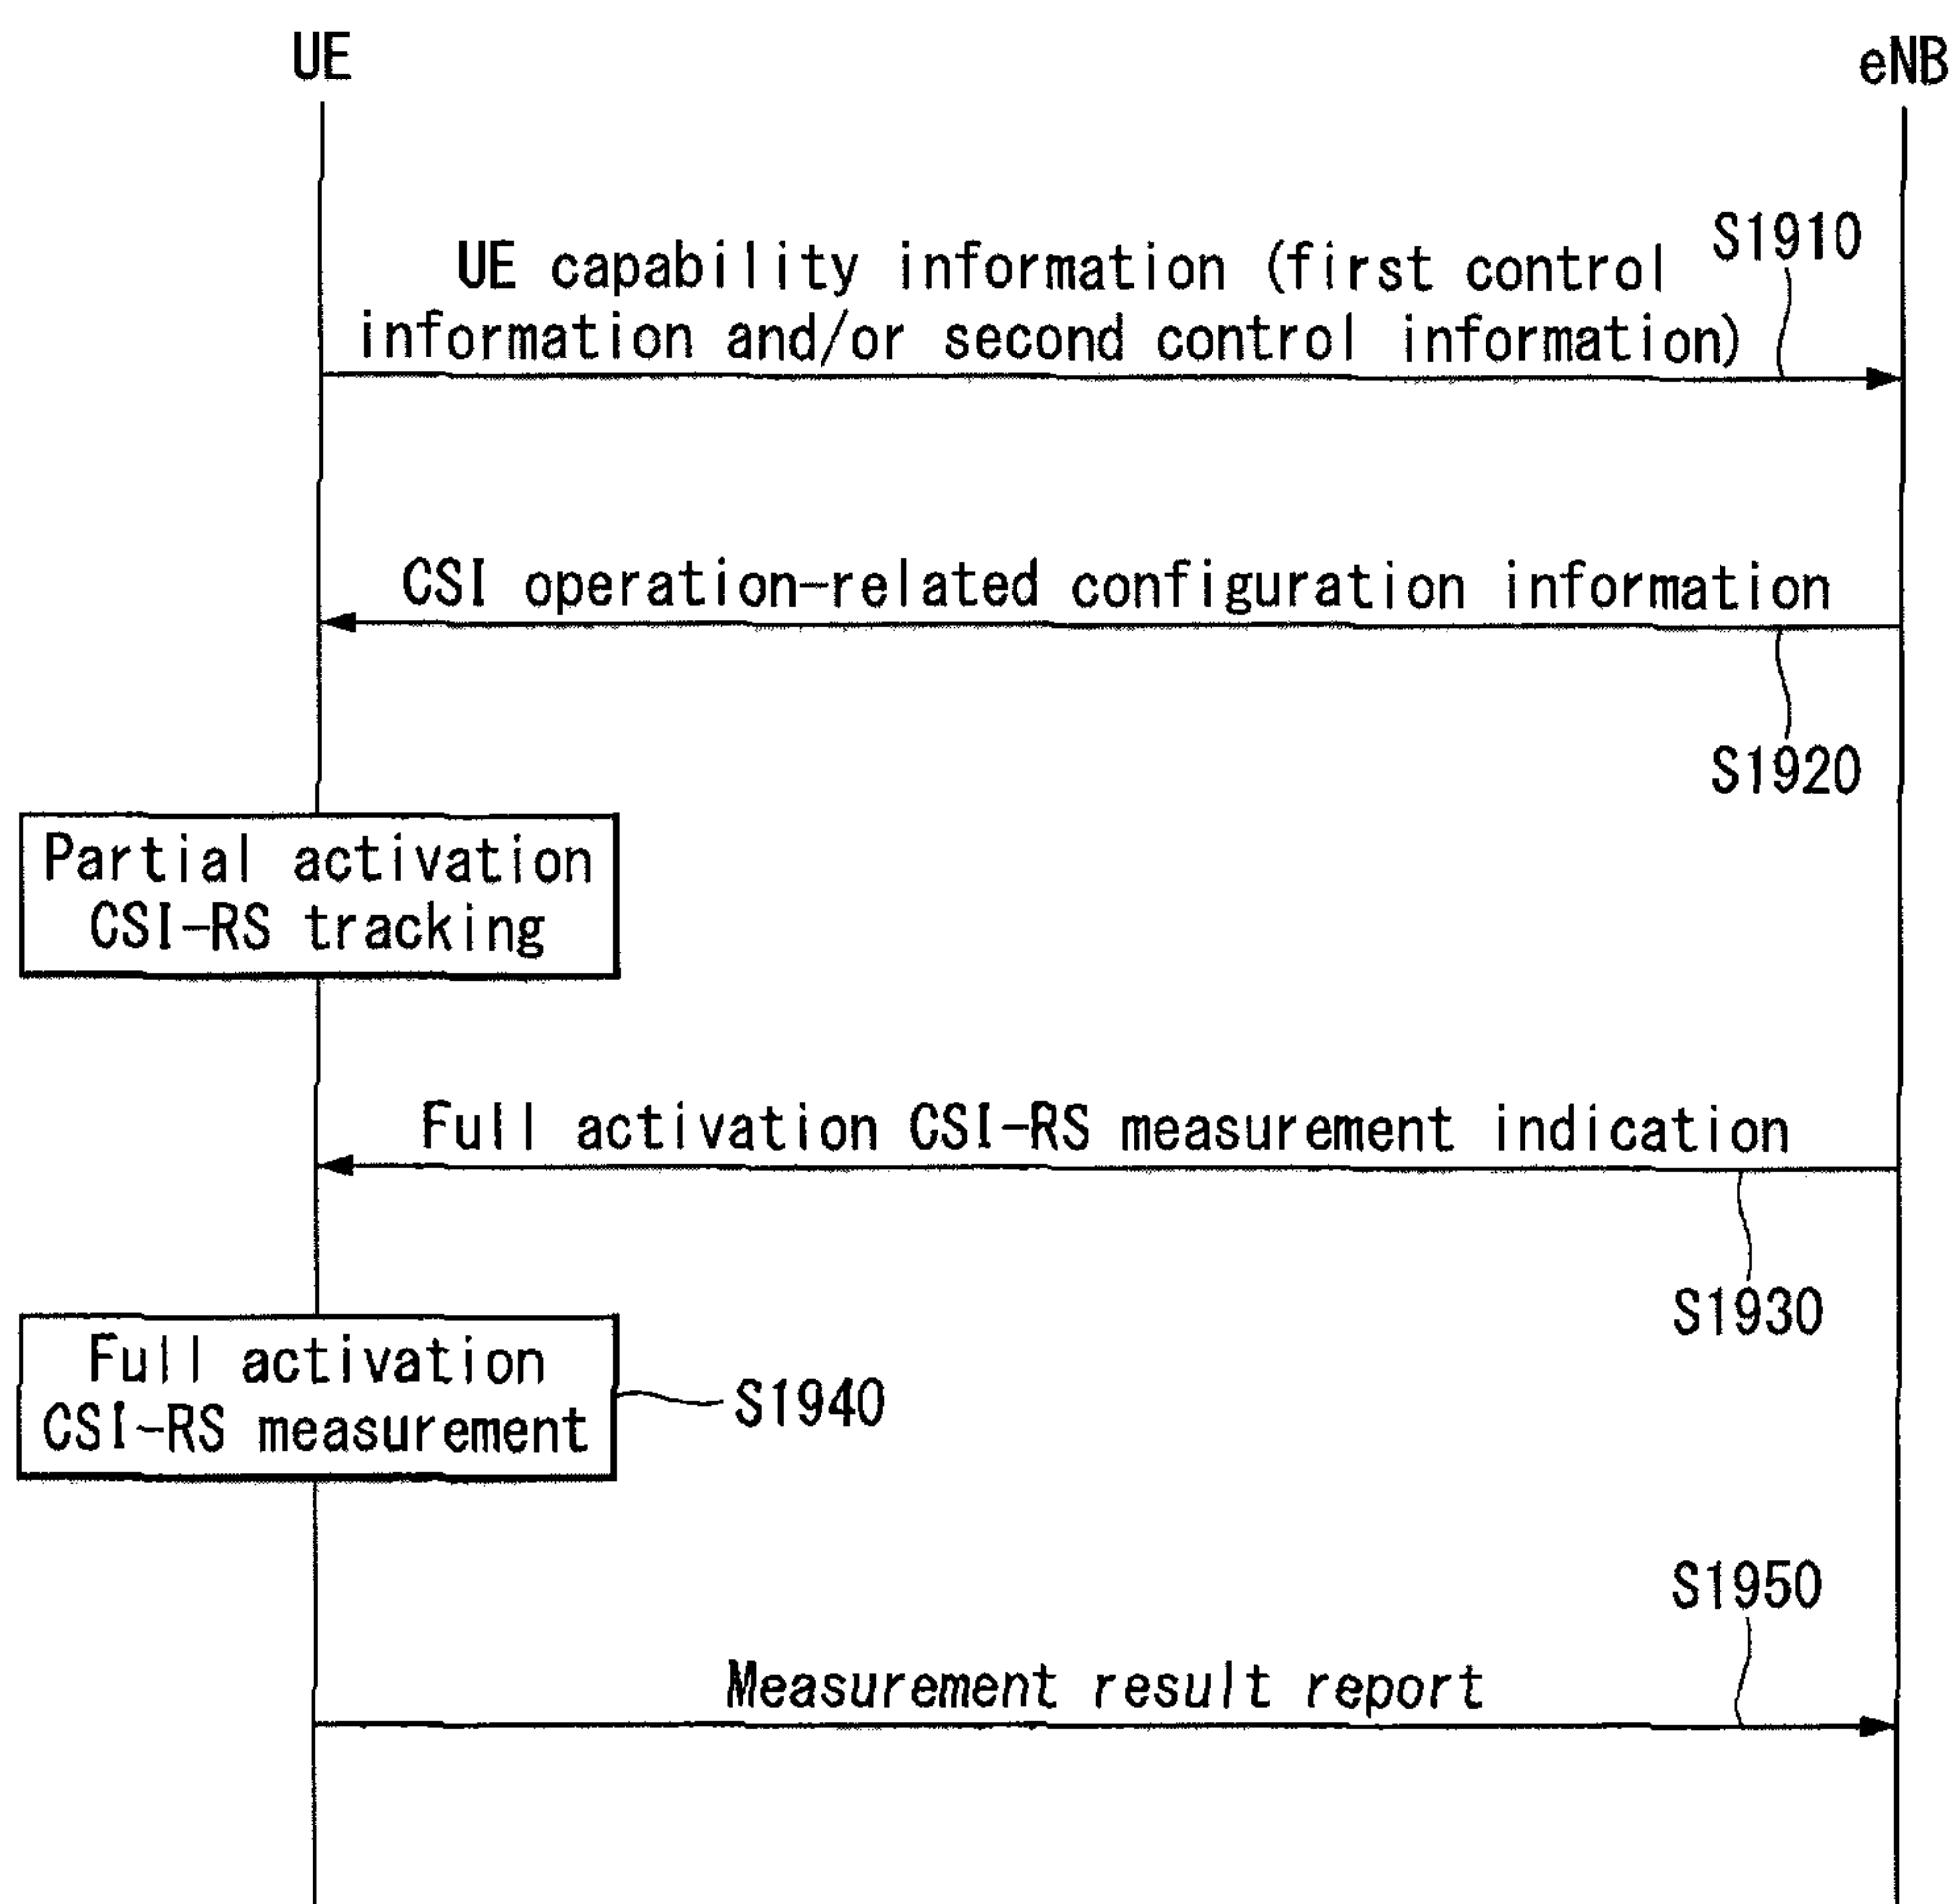 UE
eNB
S1910
UE capability information (first control
information and/or second control information)
CSI operation-related configuration information
S1920
Partial activation
CSI-RS tracking
Full activation CSI-RS measurement indication
S1930
Full activation
CSI-RS measurement
S1940
S1950
Measurement result report